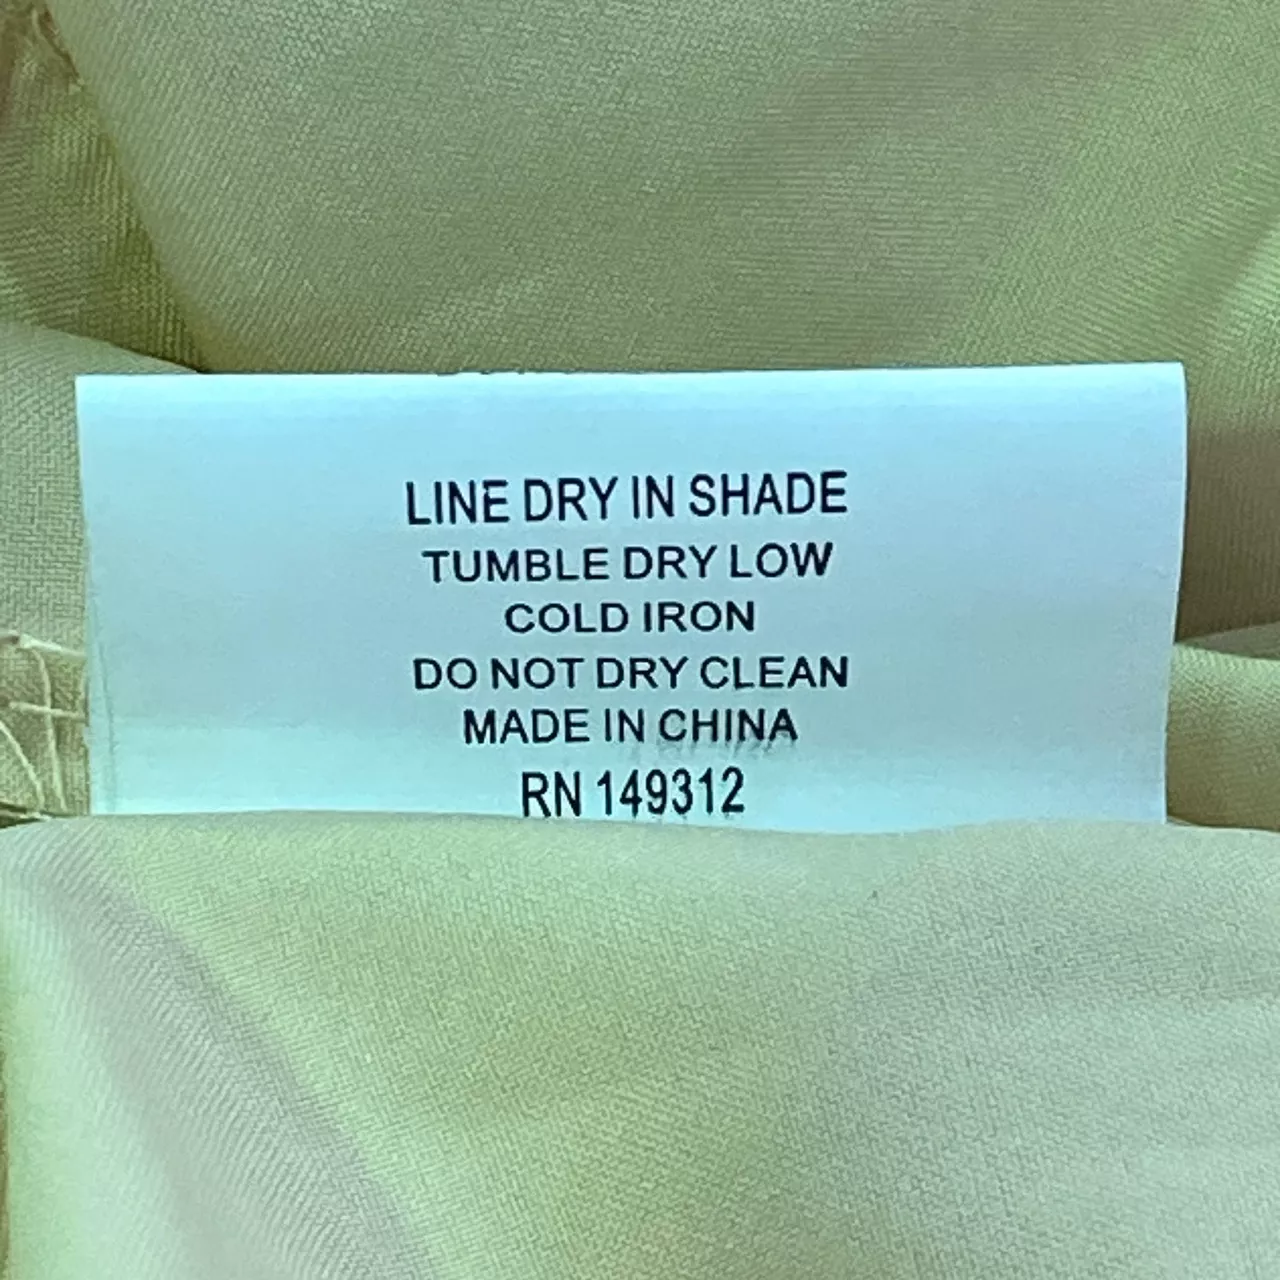 LINE DRY IN SHADE
TUMBLE DRY LOW
COLD IRON
DO NOT DRY CLEAN
MADE IN CHINA
RN 149312